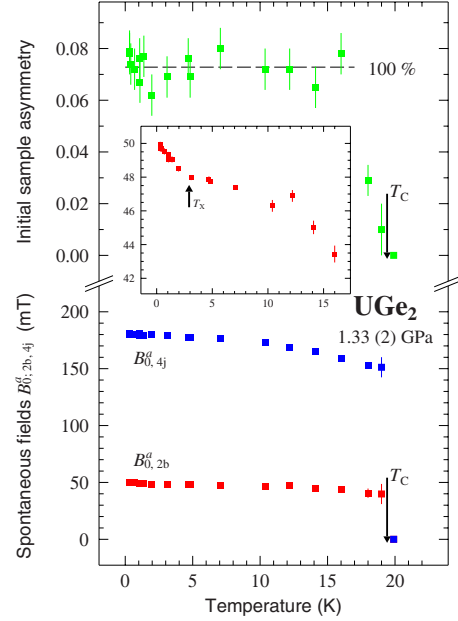 Initial sample asymmetry
0.08
0.06
0.04
0.02
0.00
100 %
T_C
50
48
46
44
42
T_X
0
5
10
15
UGe₂
1.33 (2) GPa
Spontaneous fields B^a_{0; 2b, 4j} (mT)
200
150
100
50
0
B^a_{0, 4j}
B^a_{0, 2b}
T_C
0
5
10
15
20
Temperature (K)